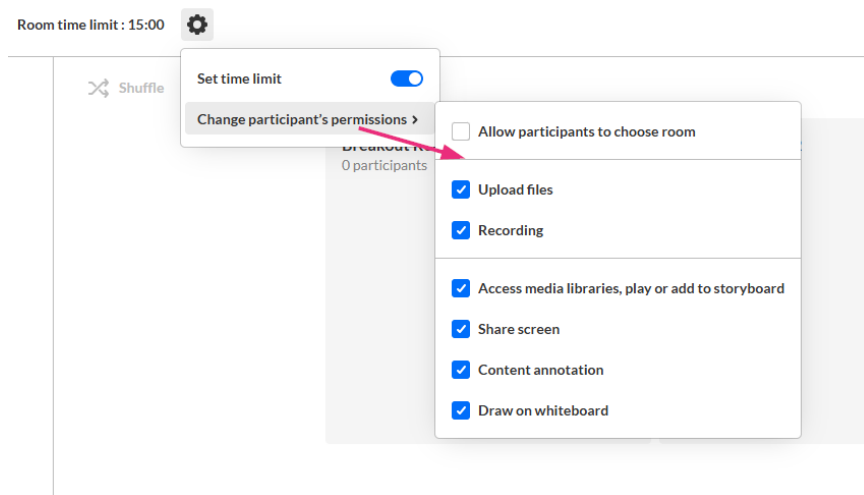 Room time limit : 15:00
Shuffle
Set time limit
Change participant's permissions >
0 participants
Allow participants to choose room
Upload files
Recording
Access media libraries, play or add to storyboard
Share screen
Content annotation
Draw on whiteboard